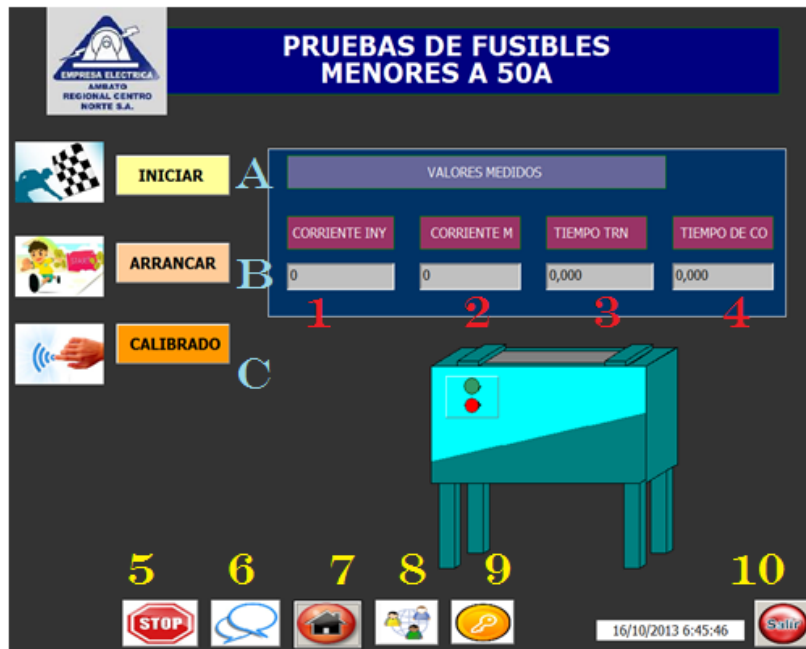 EMPRESA ELECTRICA
AMBATO
REGIONAL CENTRO
NORTE S.A.
PRUEBAS DE FUSIBLES
MENORES A 50A
INICIAR
A
VALORES MEDIDOS
CORRIENTE INY
CORRIENTE M
TIEMPO TRN
TIEMPO DE CO
ARRANCAR
B
0
0
0,000
0,000
1
2
3
4
CALIBRADO
C
5
6
7
8
9
10
STOP
16/10/2013 6:45:46
Salir